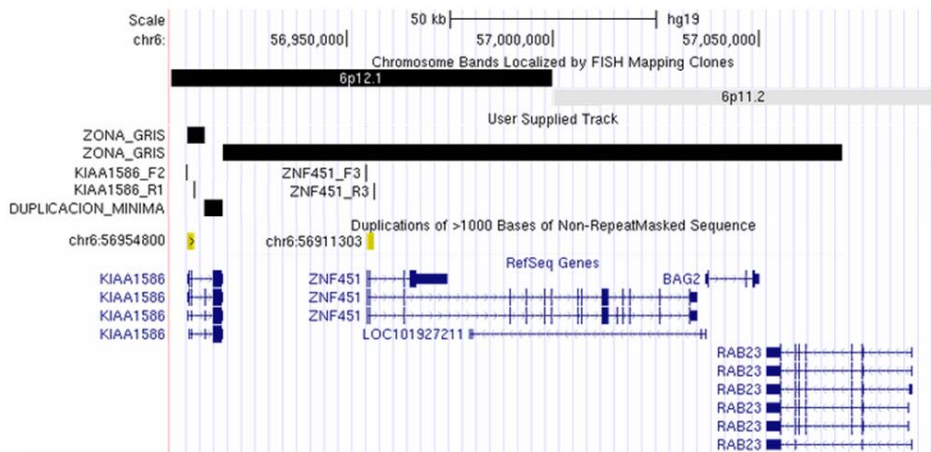 Scale 50 kb hg19
chr6: 56,950,000 57,000,000 57,050,000
Chromosome Bands Localized by FISH Mapping Clones
6p12.1
6p11.2
User Supplied Track
ZONA_GRIS
ZONA_GRIS
KIAA1586_F2 ZNF451_F3
KIAA1586_R1 ZNF451_R3
DUPLICACION_MINIMA
Duplications of >1000 Bases of Non-RepeatMasked Sequence
chr6:56954800 chr6:56911303
RefSeq Genes
KIAA1586 ZNF451 BAG2
KIAA1586 ZNF451
KIAA1586 ZNF451
KIAA1586 LOC101927211
RAB23
RAB23
RAB23
RAB23
RAB23
RAB23